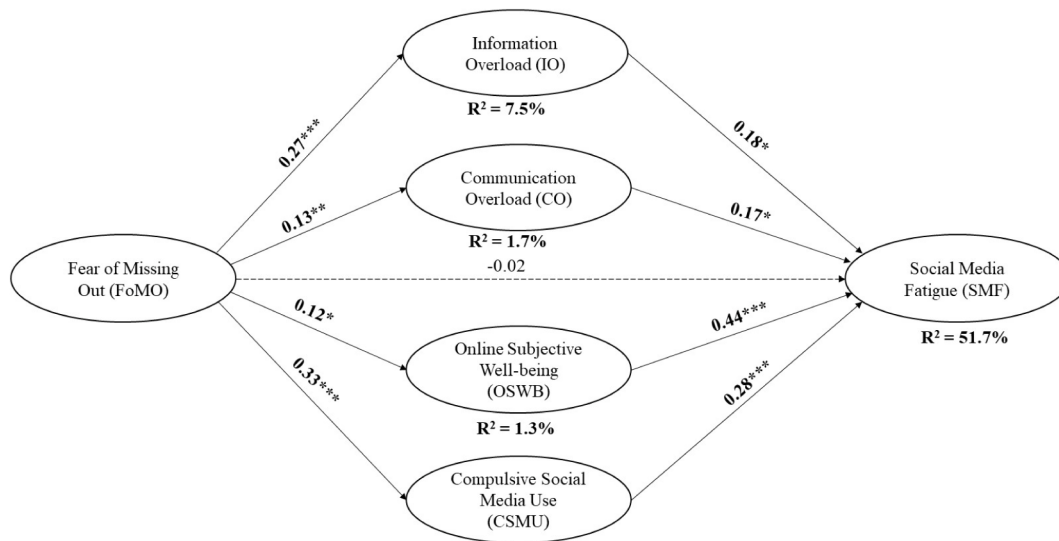 Information
Overload (IO)
R² = 7.5%
0.27***
0.18*
Communication
Overload (CO)
R² = 1.7%
0.13**
0.17*
Fear of Missing
Out (FoMO)
-0.02
Social Media
Fatigue (SMF)
R² = 51.7%
0.12*
0.44***
Online Subjective
Well-being
(OSWB)
R² = 1.3%
0.33***
0.28***
Compulsive Social
Media Use
(CSMU)